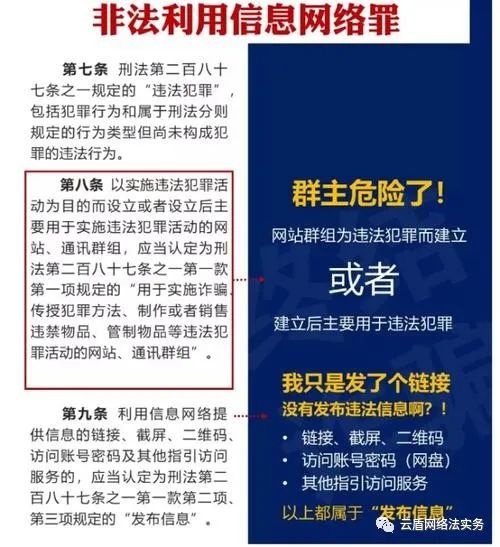 非法利用信息网络罪
第七条 刑法第二百八十
七条之一规定的“违法犯罪”，
包括犯罪行为和属于刑法分则
规定的行为类型但尚未构成犯
罪的违法行为。
第八条 以实施违法犯罪活
动为目的而设立或者设立后主
要用于实施违法犯罪活动的网
站、通讯群组，应当认定为刑
法第二百八十七条之一第一款
第一项规定的“用于实施诈骗、
传授犯罪方法、制作或者销售
违禁物品、管制物品等违法犯
罪活动的网站、通讯群组”。
第九条 利用信息网络提
供信息的链接、截屏、二维码、
访问账号密码及其他指引访问
服务的，应当认定为刑法第二
百八十七条之一第一款第二项、
第三项规定的“发布信息”。
群主危险了！
网站群组为违法犯罪而建立
或者
建立后主要用于违法犯罪
我只是发了个链接
没有发布违法信息啊？！
• 链接、截屏、二维码
• 访问账号密码（网盘）
• 其他指引访问服务
以上都属于“发布信息”
云盾网络法实务